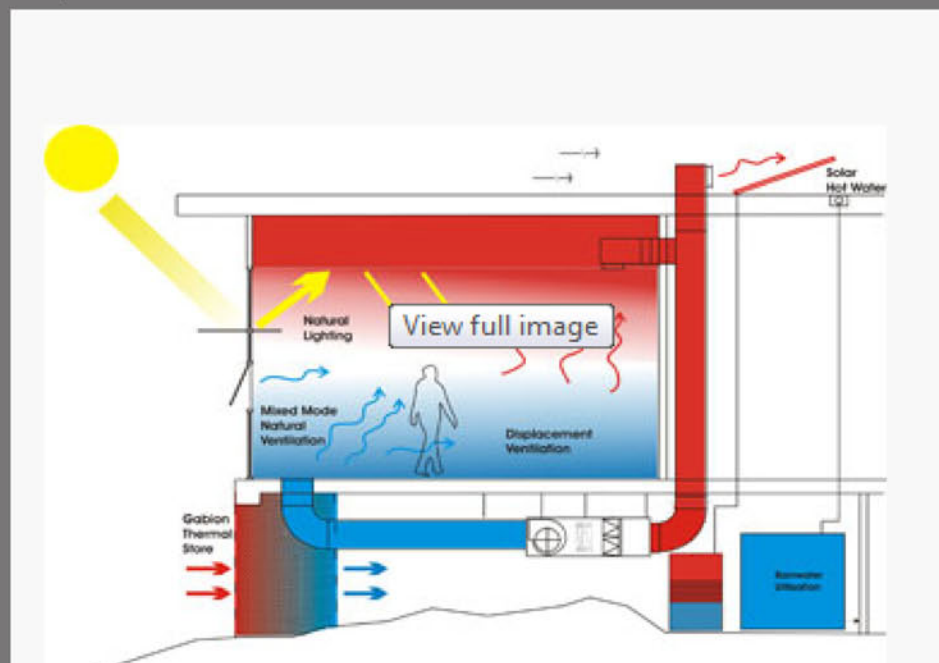 Solar
Hot Water
Natural
Lighting
View full image
Mixed Mode
Natural
Ventilation
Displacement
Ventilation
Gabion
Thermal
Store
Rainwater
Utilisation